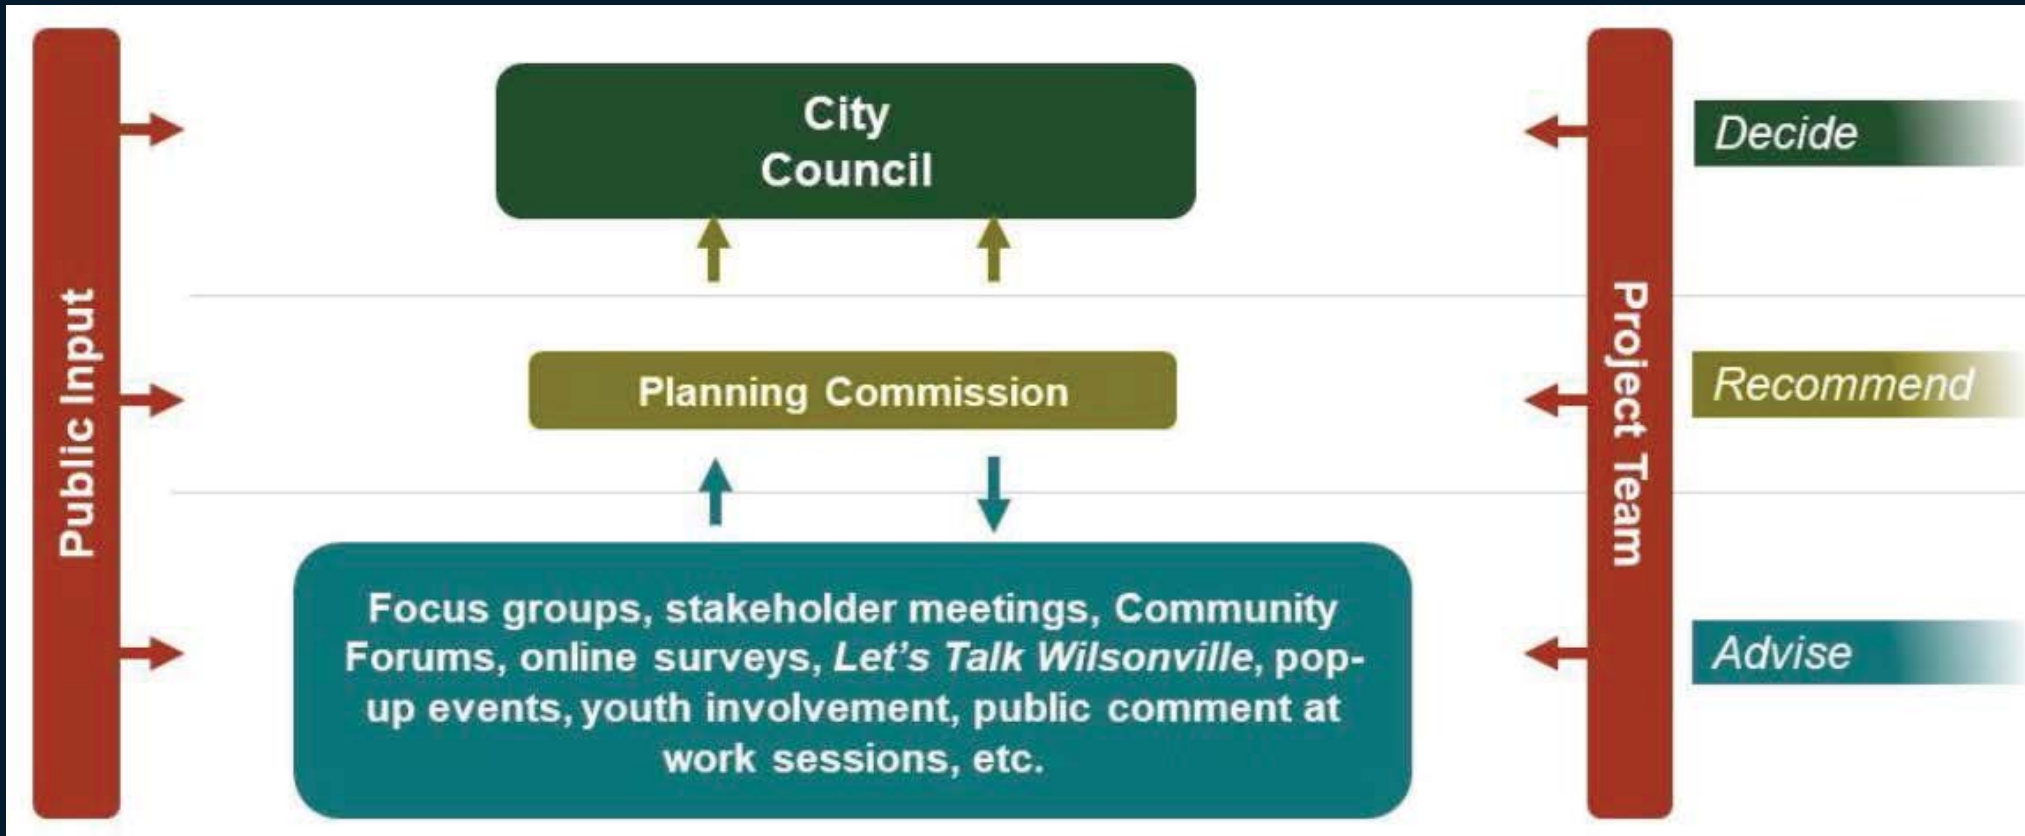 City
Council
Decide
Public Input
Project Team
Planning Commission
Recommend
Focus groups, stakeholder meetings, Community
Forums, online surveys, Let's Talk Wilsonville, pop-
up events, youth involvement, public comment at
work sessions, etc.
Advise